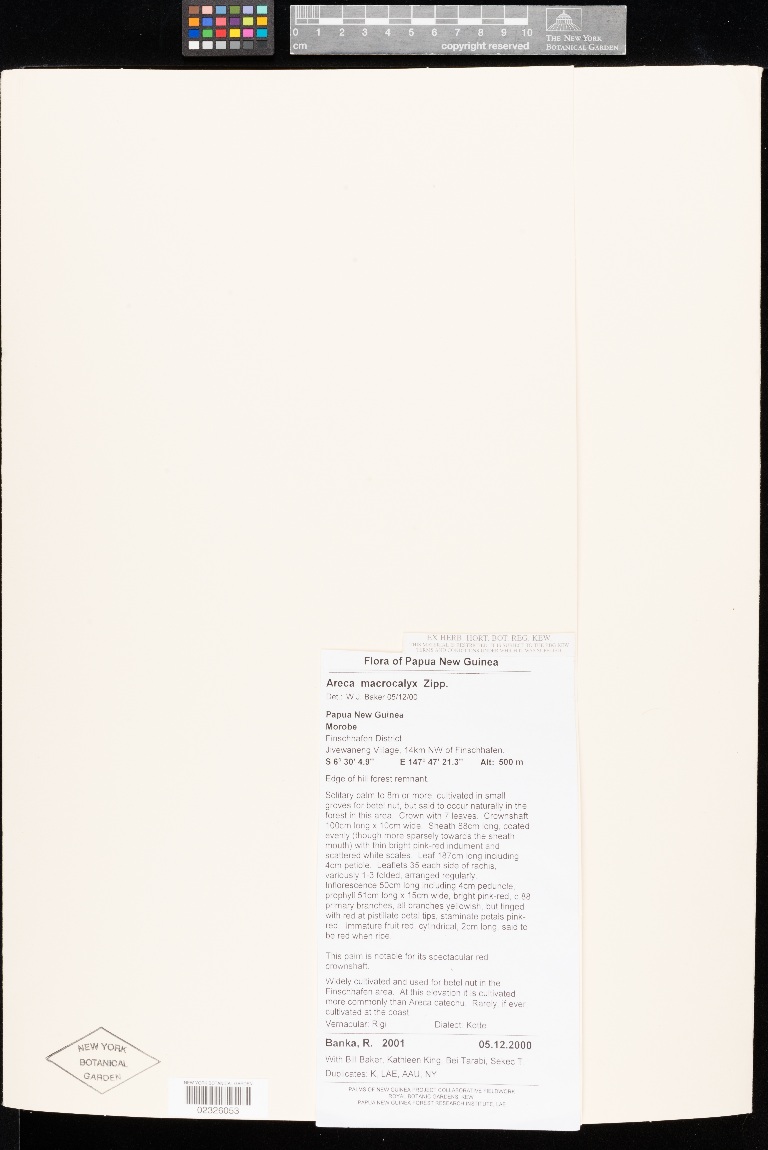 0 1 2 3 4 5 6 7 8 9 10
cm copyright reserved
THE NEW YORK
BOTANICAL GARDEN
EX HERB. HORT. BOT. REG. KEW.
Flora of Papua New Guinea
Areca macrocalyx Zipp.
Det.: W.J. Baker 05/12/00
Papua New Guinea
Morobe
Finschhafen District
Jivewaneng Village, 14km NW of Finschhafen.
S 6° 30' 4.9" E 147° 47' 21.3" Alt: 500 m
Edge of hill forest remnant.
Solitary palm to 8m or more, cultivated in small
groves for betel nut, but said to occur naturally in the
forest in this area. Crown with 7 leaves. Crownshaft
100cm long x 10cm wide. Sheath 88cm long, coated
evenly (though more sparsely towards the sheath
mouth) with thin bright pink-red indument and
scattered white scales. Leaf 187cm long including
4cm petiole. Leaflets 35 each side of rachis,
variously 1-3 folded, arranged regularly.
Inflorescence 50cm long including 4cm peduncle,
prophyll 51cm long x 15cm wide, bright pink-red, c.88
primary branches, all branches yellowish, but tinged
with red at pistillate petal tips, staminate petals pink-
red. Immature fruit red, cylindrical, 2cm long, said to
be red when ripe.
This palm is notable for its spectacular red
crownshaft.
Widely cultivated and used for betel nut in the
Finschhafen area. At this elevation it is cultivated
more commonly than Areca catechu. Rarely, if ever
cultivated at the coast.
Vernacular: Rigi Dialect: Kotte
Banka, R. 2001 05.12.2000
With Bill Baker, Kathleen King, Bei Tarabi, Sekec T.
Duplicates: K, LAE, AAU, NY
PALMS OF NEW GUINEA PROJECT COLLABORATIVE FIELDWORK
ROYAL BOTANIC GARDENS, KEW
PAPUA NEW GUINEA FOREST RESEARCH INSTITUTE, LAE
NEW YORK
BOTANICAL
GARDEN
NEW YORK BOTANICAL GARDEN
02326053